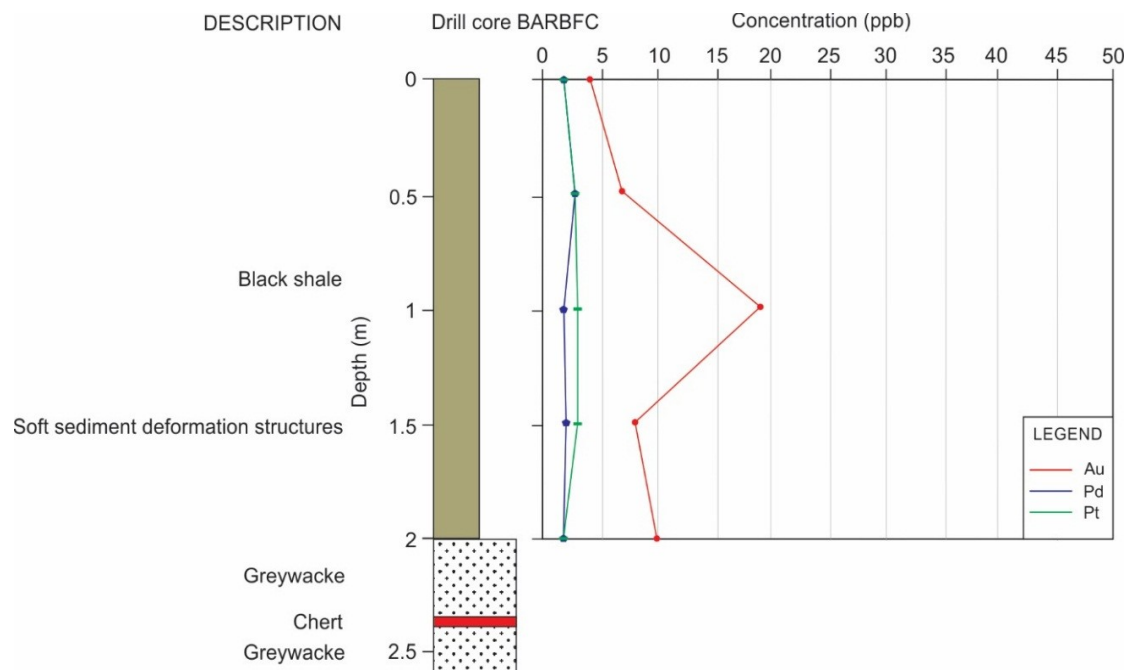 DESCRIPTION
Drill core BARBFC
Concentration (ppb)
0 5 10 15 20 25 30 35 40 45 50
Depth (m)
0
0.5
1
1.5
2
2.5
Black shale
Soft sediment deformation structures
Greywacke
Chert
Greywacke
LEGEND
Au
Pd
Pt